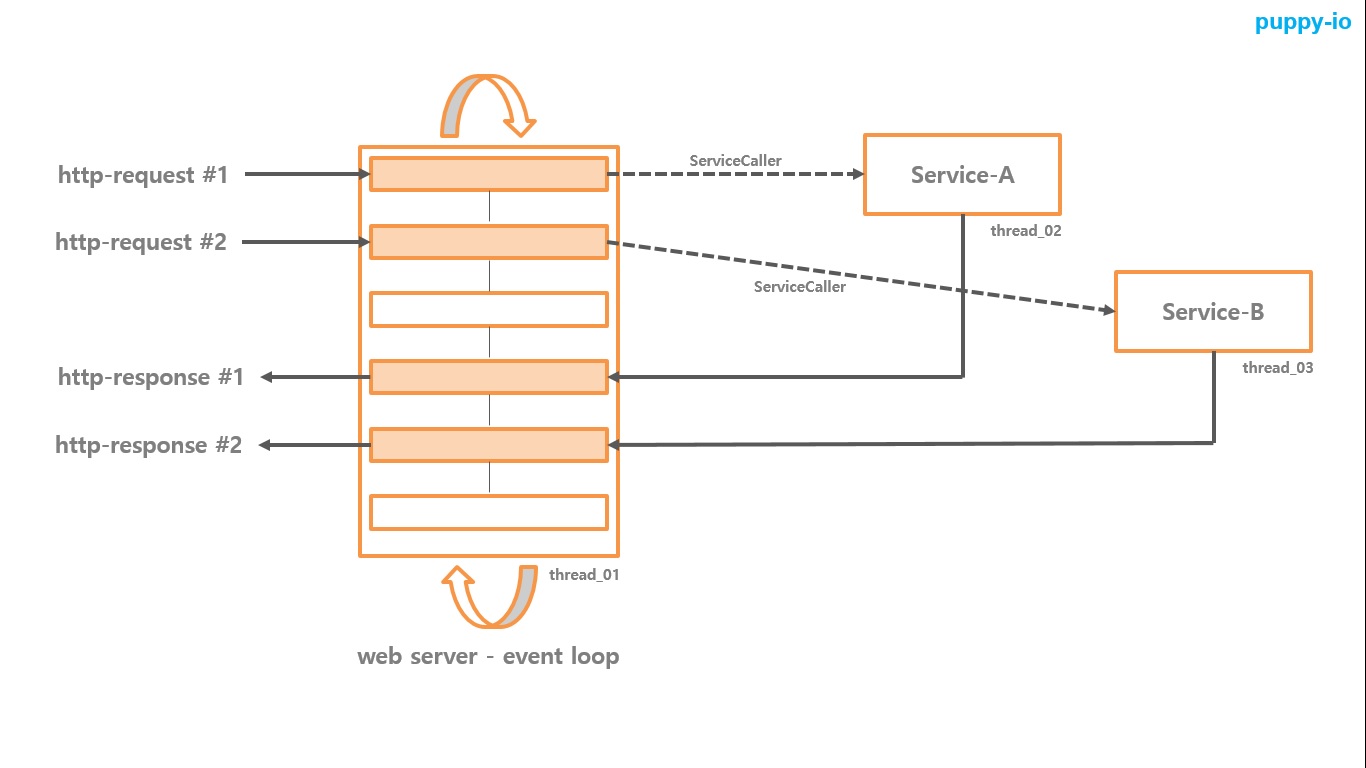 puppy-io
http-request #1
ServiceCaller
Service-A
thread_02
http-request #2
ServiceCaller
Service-B
thread_03
http-response #1
http-response #2
thread_01
web server - event loop